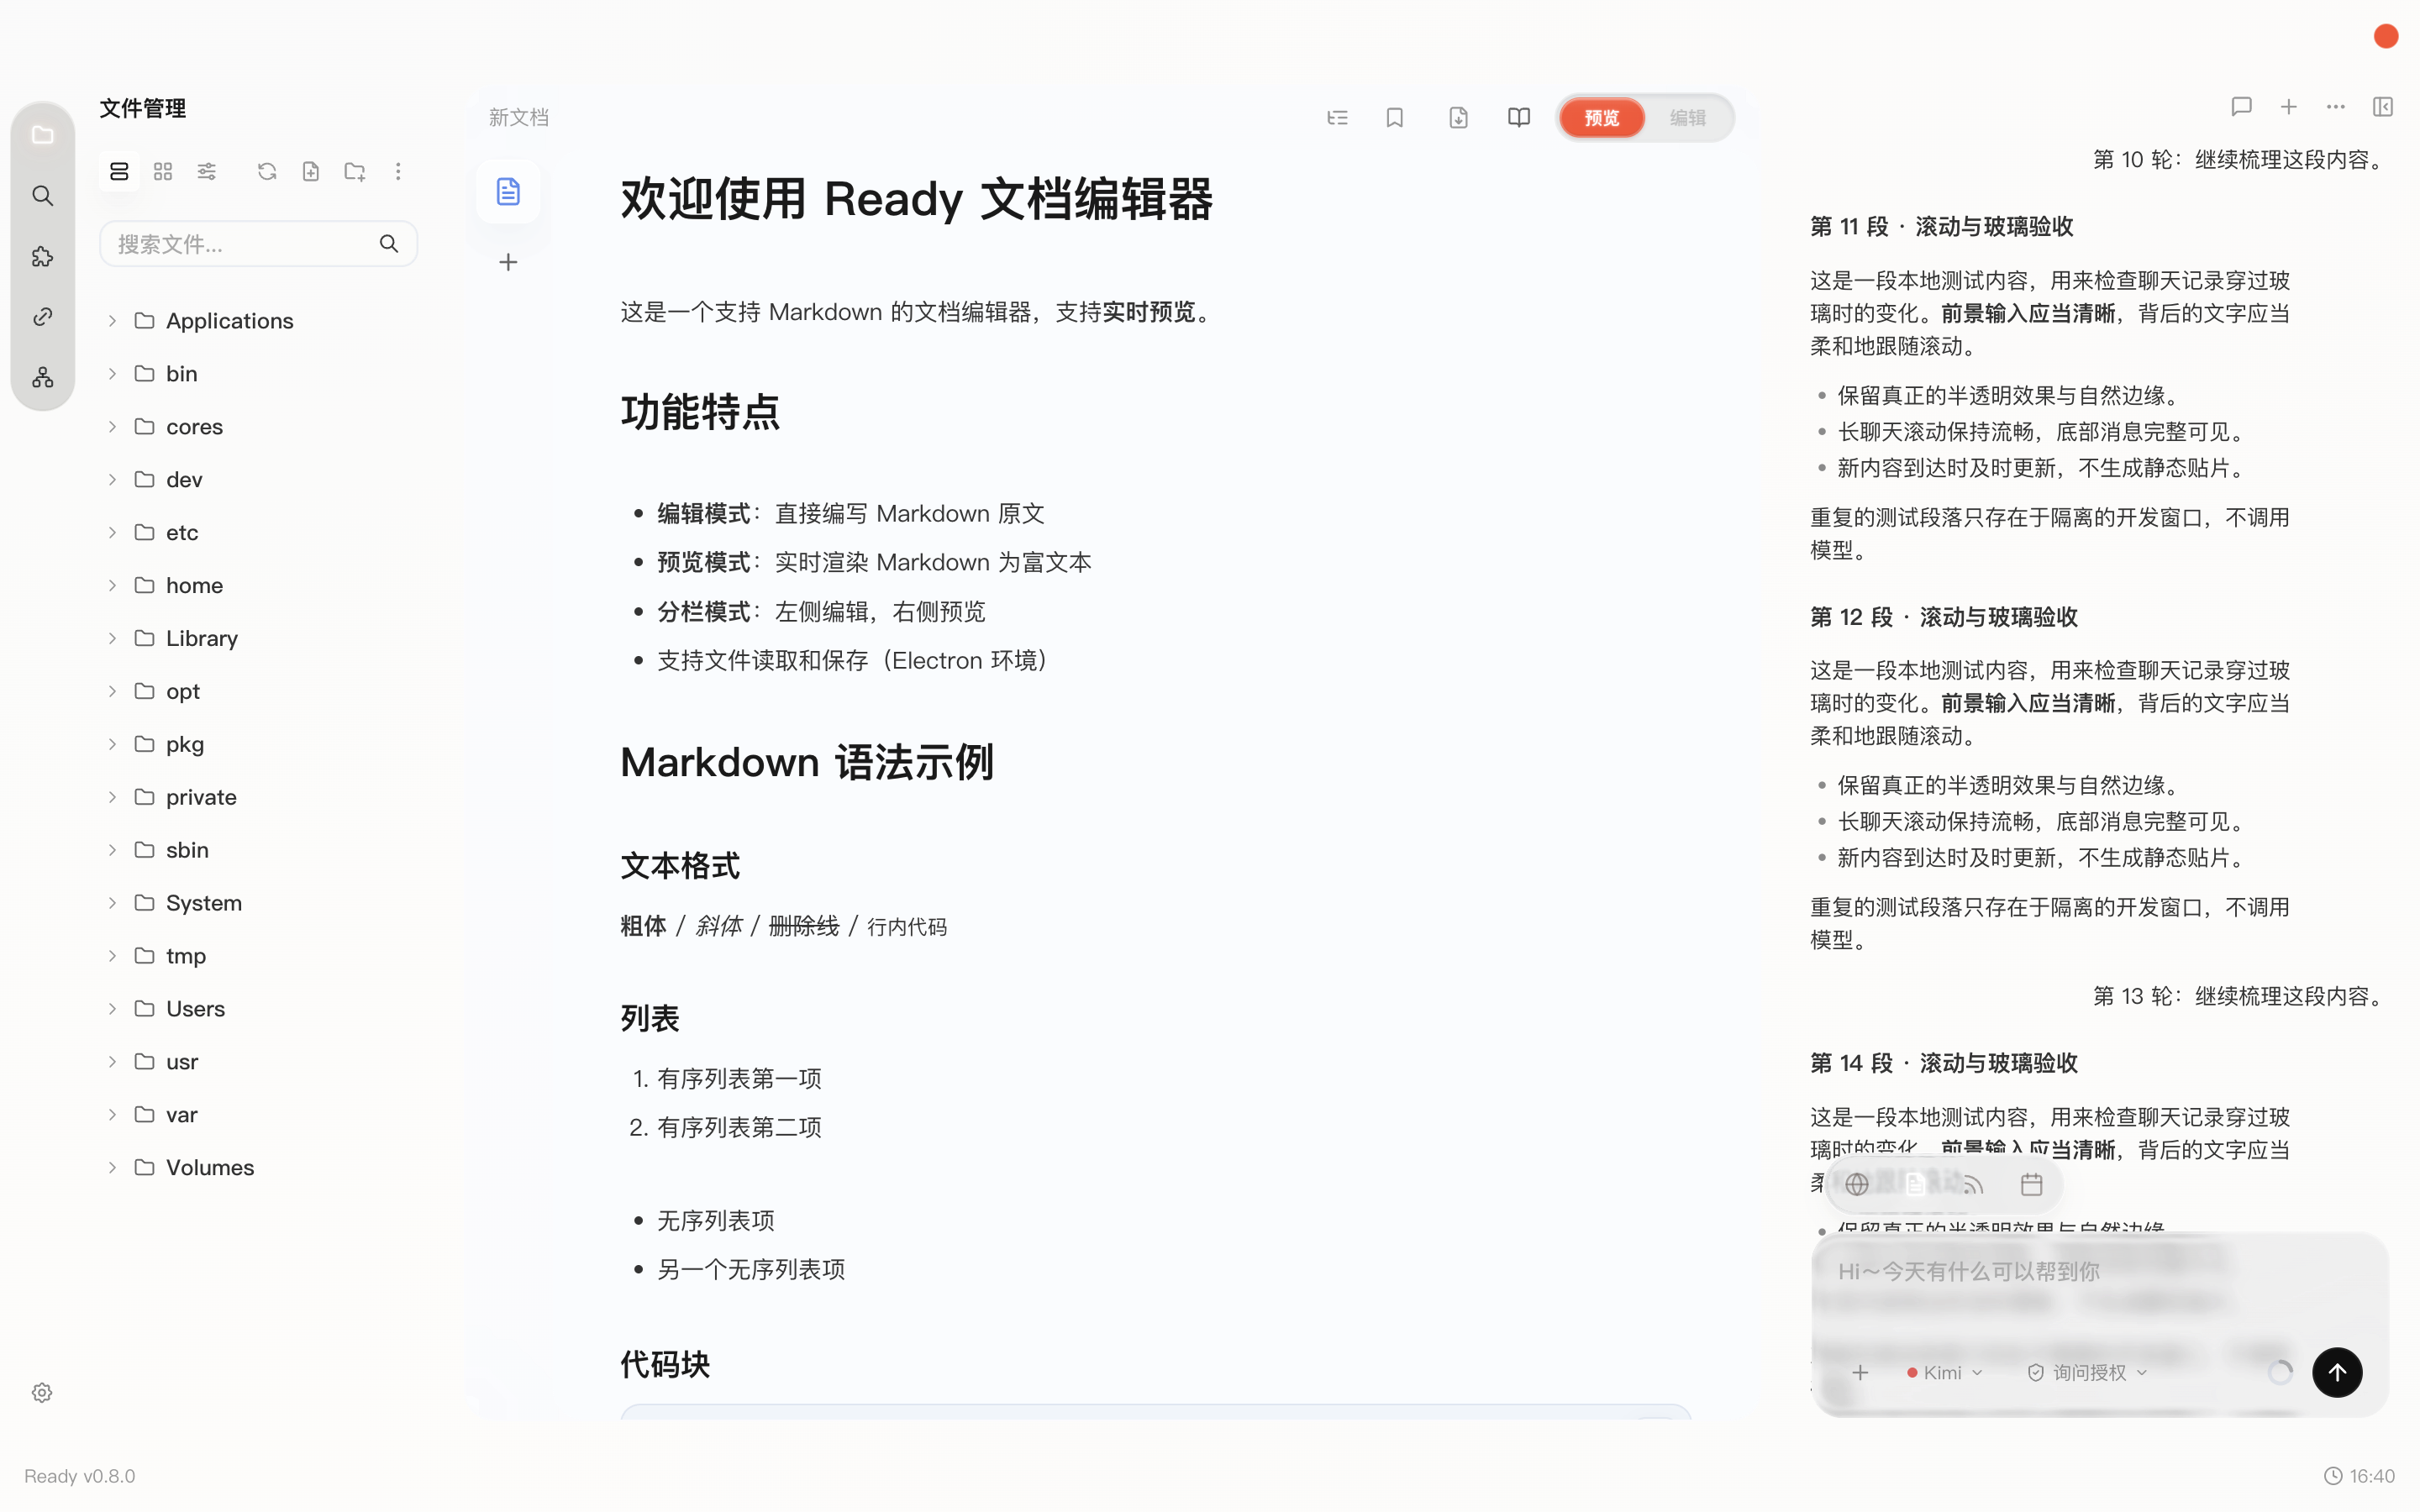 文件管理
搜索文件...
Applications
bin
cores
dev
etc
home
Library
opt
pkg
private
sbin
System
tmp
Users
usr
var
Volumes
Ready v0.8.0
新文档
预览
编辑
欢迎使用 Ready 文档编辑器
这是一个支持 Markdown 的文档编辑器，支持实时预览。
功能特点
• 编辑模式：直接编写 Markdown 原文
• 预览模式：实时渲染 Markdown 为富文本
• 分栏模式：左侧编辑，右侧预览
• 支持文件读取和保存（Electron 环境）
Markdown 语法示例
文本格式
粗体 / 斜体 / 删除线 / 行内代码
列表
1. 有序列表第一项
2. 有序列表第二项
• 无序列表项
• 另一个无序列表项
代码块
第 10 轮：继续梳理这段内容。
第 11 段 · 滚动与玻璃验收
这是一段本地测试内容，用来检查聊天记录穿过玻
璃时的变化。前景输入应当清晰，背后的文字应当
柔和地跟随滚动。
• 保留真正的半透明效果与自然边缘。
• 长聊天滚动保持流畅，底部消息完整可见。
• 新内容到达时及时更新，不生成静态贴片。
重复的测试段落只存在于隔离的开发窗口，不调用
模型。
第 12 段 · 滚动与玻璃验收
这是一段本地测试内容，用来检查聊天记录穿过玻
璃时的变化。前景输入应当清晰，背后的文字应当
柔和地跟随滚动。
• 保留真正的半透明效果与自然边缘。
• 长聊天滚动保持流畅，底部消息完整可见。
• 新内容到达时及时更新，不生成静态贴片。
重复的测试段落只存在于隔离的开发窗口，不调用
模型。
第 13 轮：继续梳理这段内容。
第 14 段 · 滚动与玻璃验收
这是一段本地测试内容，用来检查聊天记录穿过玻
璃时的变化。前景输入应当清晰，背后的文字应当
• 保留真正的半透明效果与自然边缘
Hi～今天有什么可以帮到你
Kimi
询问授权
16:40